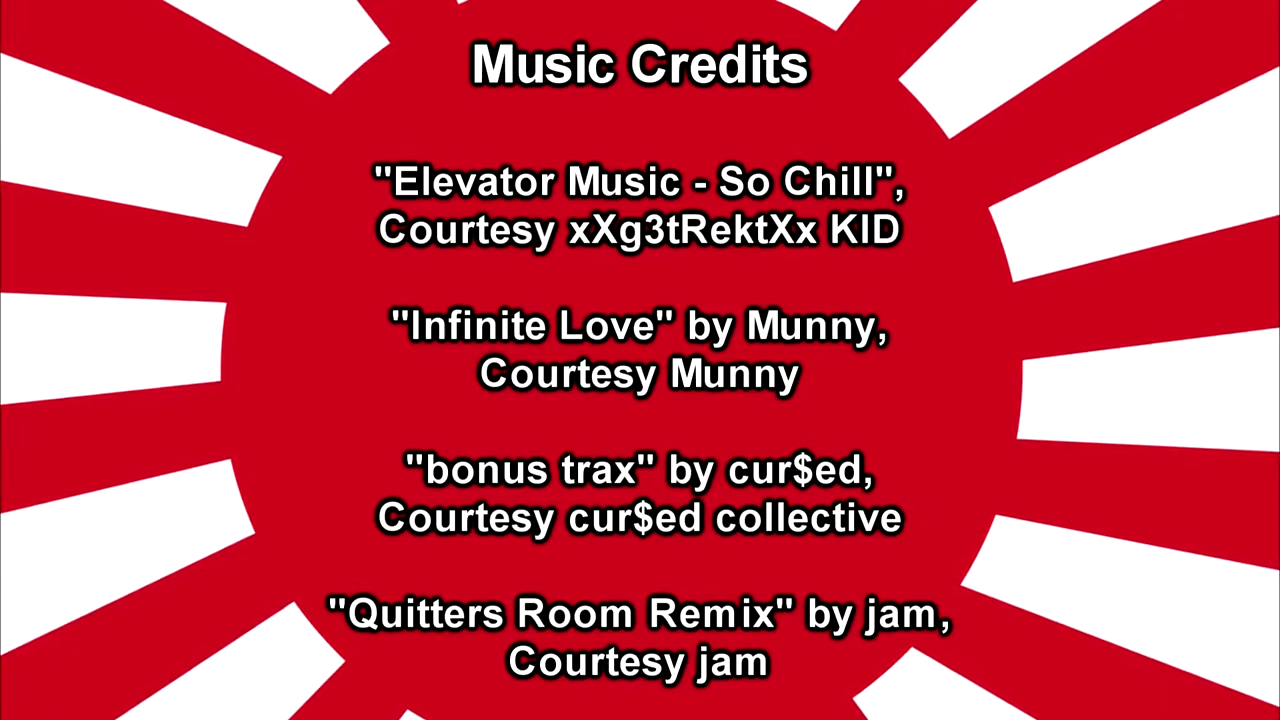 Music Credits
"Elevator Music - So Chill",
Courtesy xXg3tRektXx KID
"Infinite Love" by Munny,
Courtesy Munny
"bonus trax" by cur$ed,
Courtesy cur$ed collective
"Quitters Room Remix" by jam,
Courtesy jam